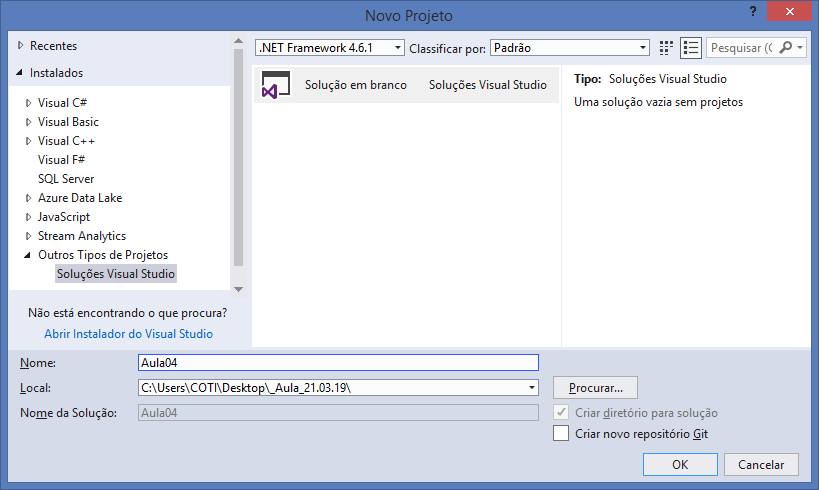 Novo Projeto
Recentes
Instalados
Visual C#
Visual Basic
Visual C++
Visual F#
SQL Server
Azure Data Lake
JavaScript
Stream Analytics
Outros Tipos de Projetos
Soluções Visual Studio
Não está encontrando o que procura?
Abrir Instalador do Visual Studio
.NET Framework 4.6.1 Classificar por: Padrão
Pesquisar (C
Solução em branco Soluções Visual Studio
Tipo: Soluções Visual Studio
Uma solução vazia sem projetos
Nome: Aula04
Local: C:\Users\COTI\Desktop\_Aula_21.03.19\ Procurar...
Nome da Solução: Aula04 Criar diretório para solução
Criar novo repositório Git
OK Cancelar